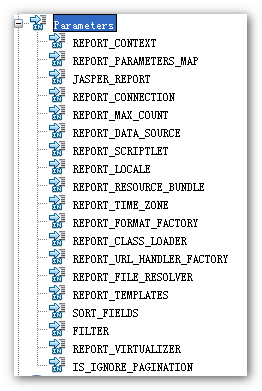 Parameters
REPORT_CONTEXT
REPORT_PARAMETERS_MAP
JASPER_REPORT
REPORT_CONNECTION
REPORT_MAX_COUNT
REPORT_DATA_SOURCE
REPORT_SCRIPTLET
REPORT_LOCALE
REPORT_RESOURCE_BUNDLE
REPORT_TIME_ZONE
REPORT_FORMAT_FACTORY
REPORT_CLASS_LOADER
REPORT_URL_HANDLER_FACTORY
REPORT_FILE_RESOLVER
REPORT_TEMPLATES
SORT_FIELDS
FILTER
REPORT_VIRTUALIZER
IS_IGNORE_PAGINATION